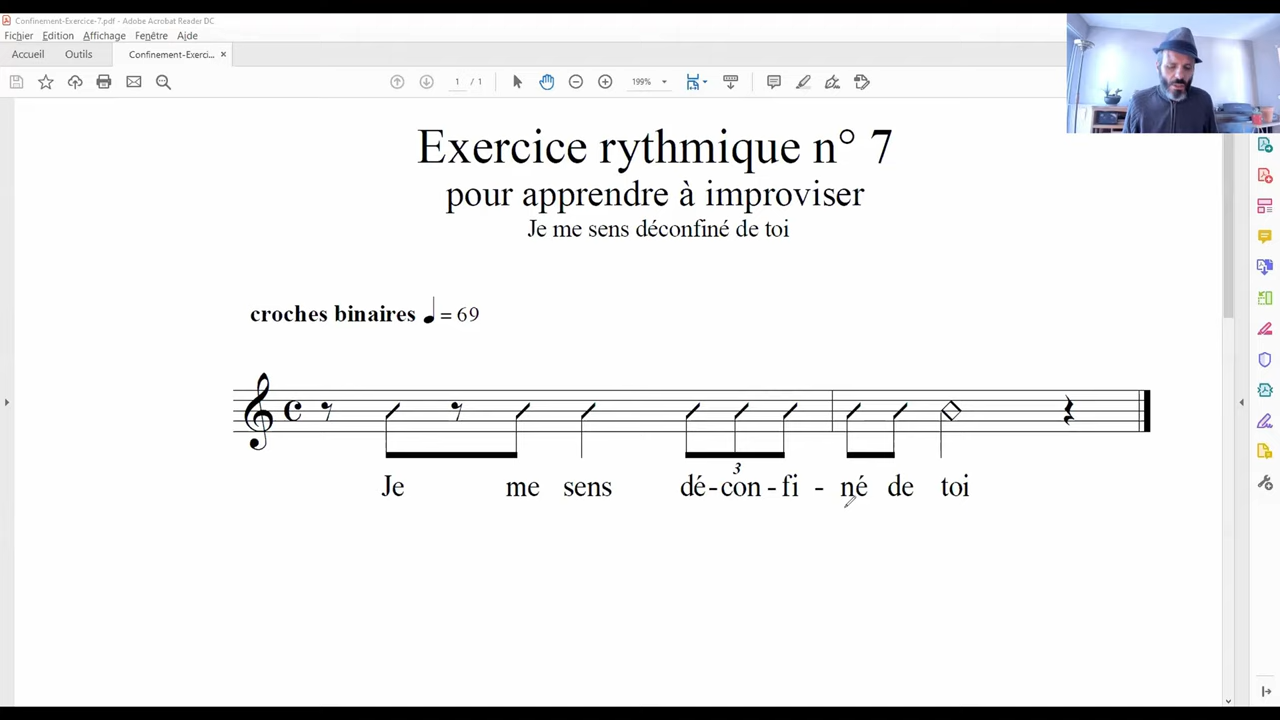 Confinement-Exercice-7.pdf - Adobe Acrobat Reader DC
Fichier Edition Affichage Fenêtre Aide
Accueil Outils Confinement-Exerci... ×
1 / 1 199%
Exercice rythmique n° 7
pour apprendre à improviser
Je me sens déconfiné de toi
croches binaires = 69
3
Je me sens dé-con-fi-né de toi